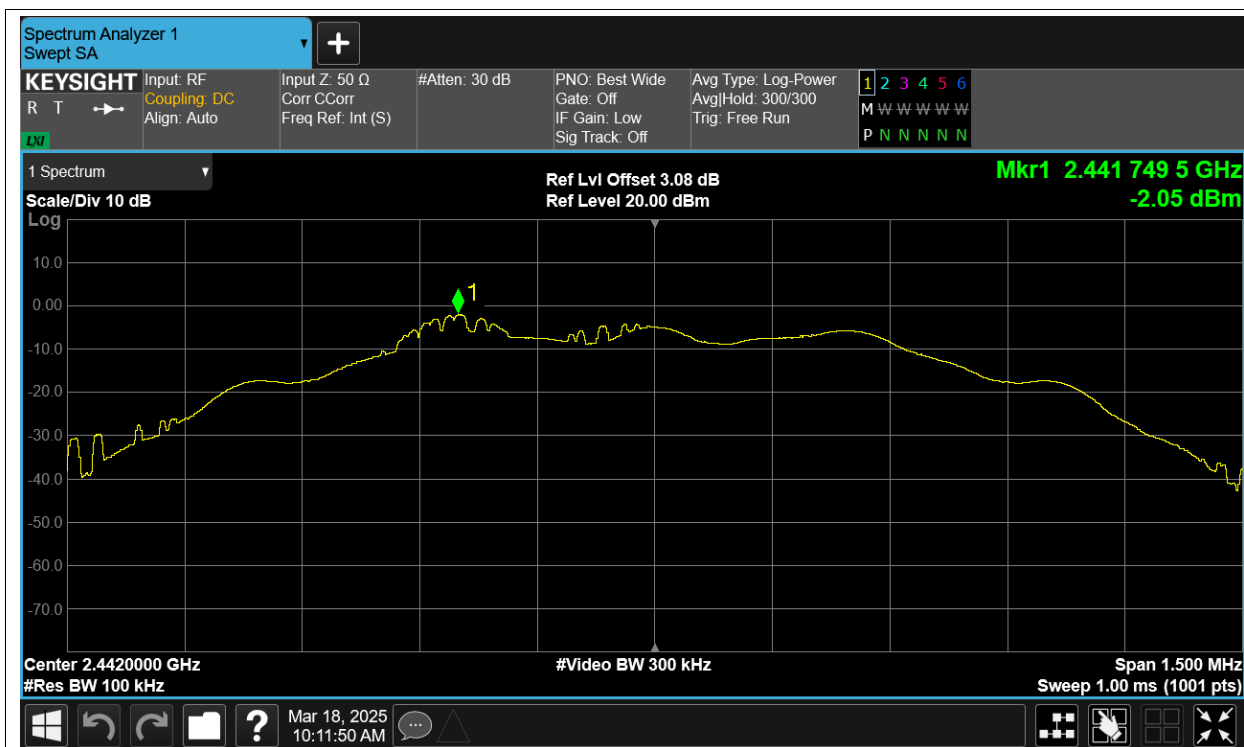 Spectrum Analyzer 1
Swept SA
KEYSIGHT
R T
LXI
Input: RF
Coupling: DC
Align: Auto
Input Z: 50 Ω
Corr CCorr
Freq Ref: Int (S)
#Atten: 30 dB
PNO: Best Wide
Gate: Off
IF Gain: Low
Sig Track: Off
Avg Type: Log-Power
Avg|Hold: 300/300
Trig: Free Run
1 2 3 4 5 6
M W W W W W W
P N N N N N
1 Spectrum
Scale/Div 10 dB
Ref Lvl Offset 3.08 dB
Ref Level 20.00 dBm
Mkr1 2.441 749 5 GHz
-2.05 dBm
Log
10.0
0.00
-10.0
-20.0
-30.0
-40.0
-50.0
-60.0
-70.0
1
Center 2.4420000 GHz
#Res BW 100 kHz
#Video BW 300 kHz
Span 1.500 MHz
Sweep 1.00 ms (1001 pts)
?
Mar 18, 2025
10:11:50 AM